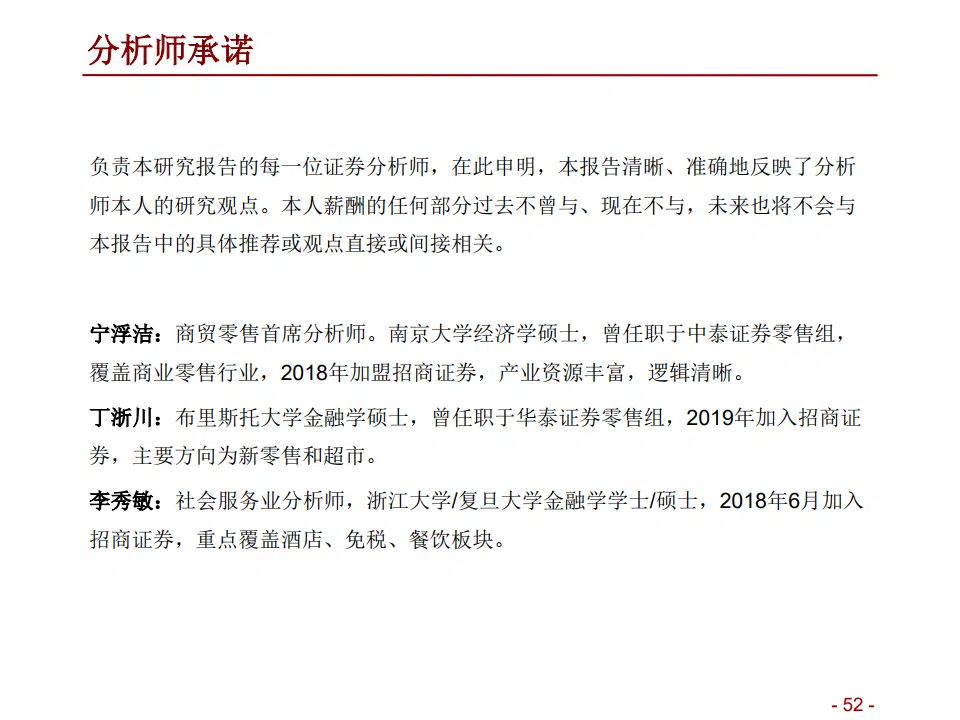 分析师承诺
负责本研究报告的每一位证券分析师，在此申明，本报告清晰、准确地反映了分析
师本人的研究观点。本人薪酬的任何部分过去不曾与、现在不与，未来也将不会与
本报告中的具体推荐或观点直接或间接相关。
宁浮洁：商贸零售首席分析师。南京大学经济学硕士，曾任职于中泰证券零售组，
覆盖商业零售行业，2018年加盟招商证券，产业资源丰富，逻辑清晰。
丁浙川：布里斯托大学金融学硕士，曾任职于华泰证券零售组，2019年加入招商证
券，主要方向为新零售和超市。
李秀敏：社会服务业分析师，浙江大学/复旦大学金融学学士/硕士，2018年6月加入
招商证券，重点覆盖酒店、免税、餐饮板块。
- 52 -